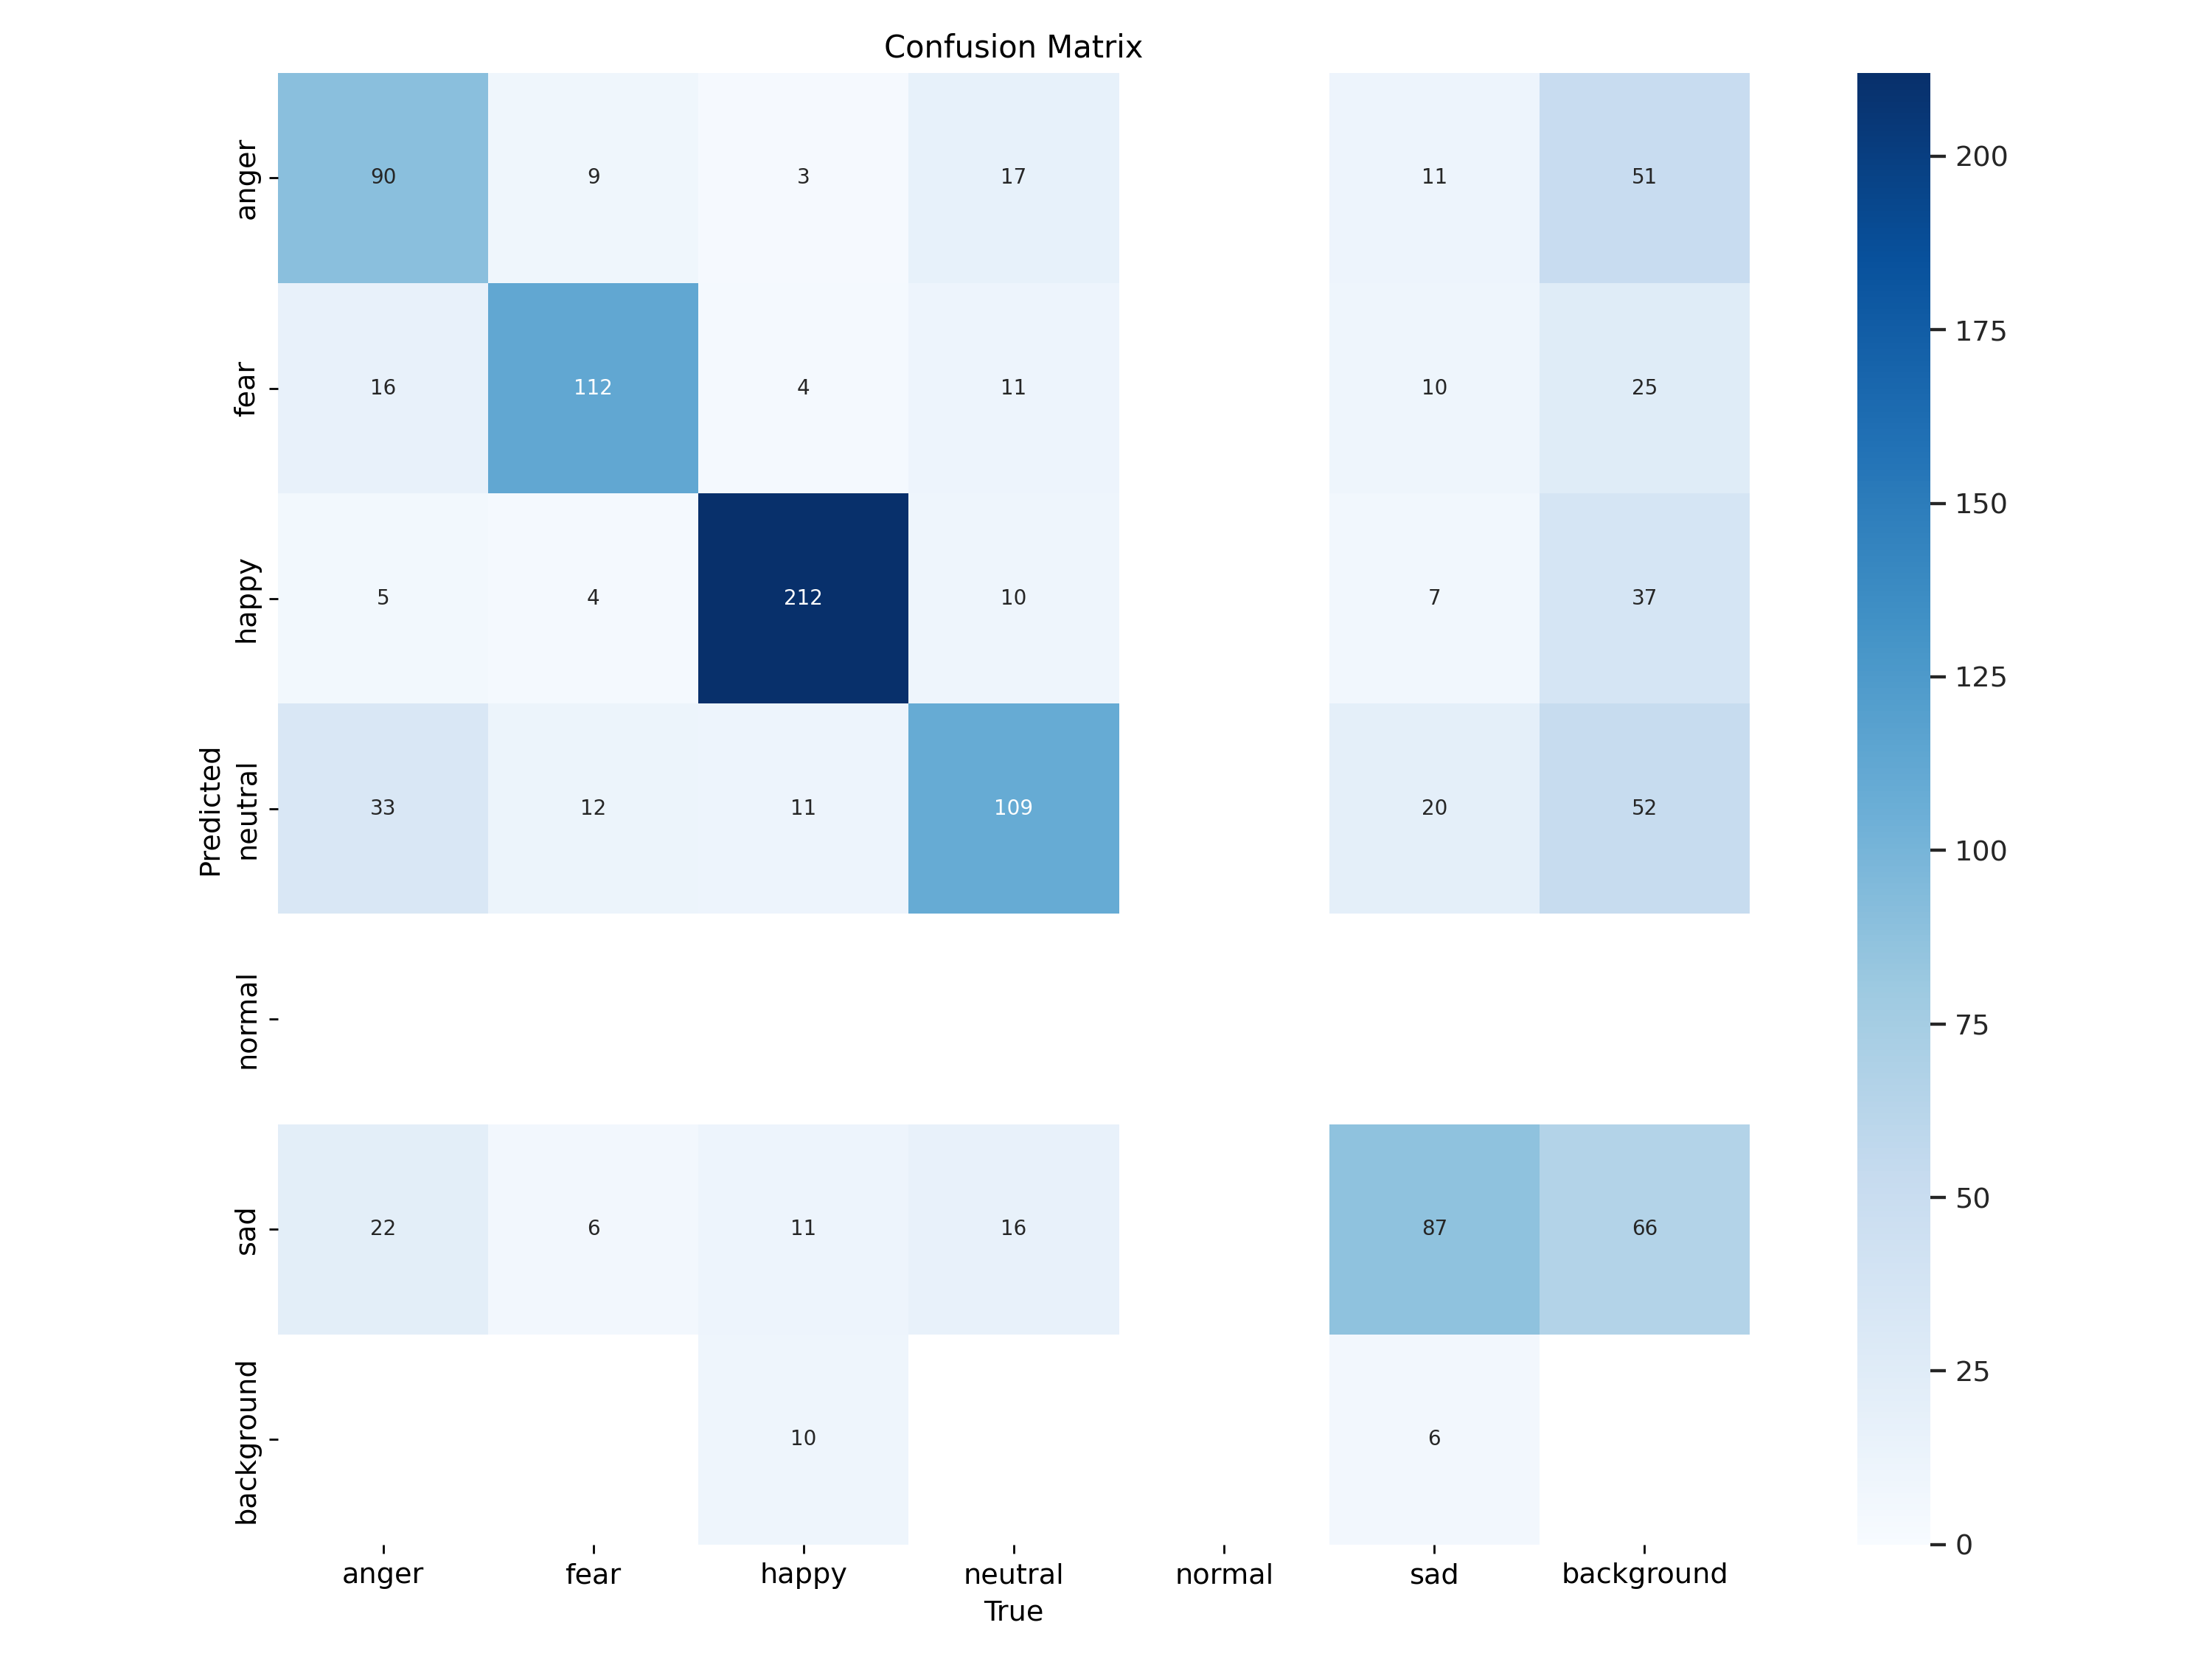 Confusion Matrix
anger 90 9 3 17 11 51
fear 16 112 4 11 10 25
happy 5 4 212 10 7 37
Predicted
neutral 33 12 11 109 20 52
normal
sad 22 6 11 16 87 66
background 10 6
anger fear happy neutral normal sad background
True
200
175
150
125
100
75
50
25
0